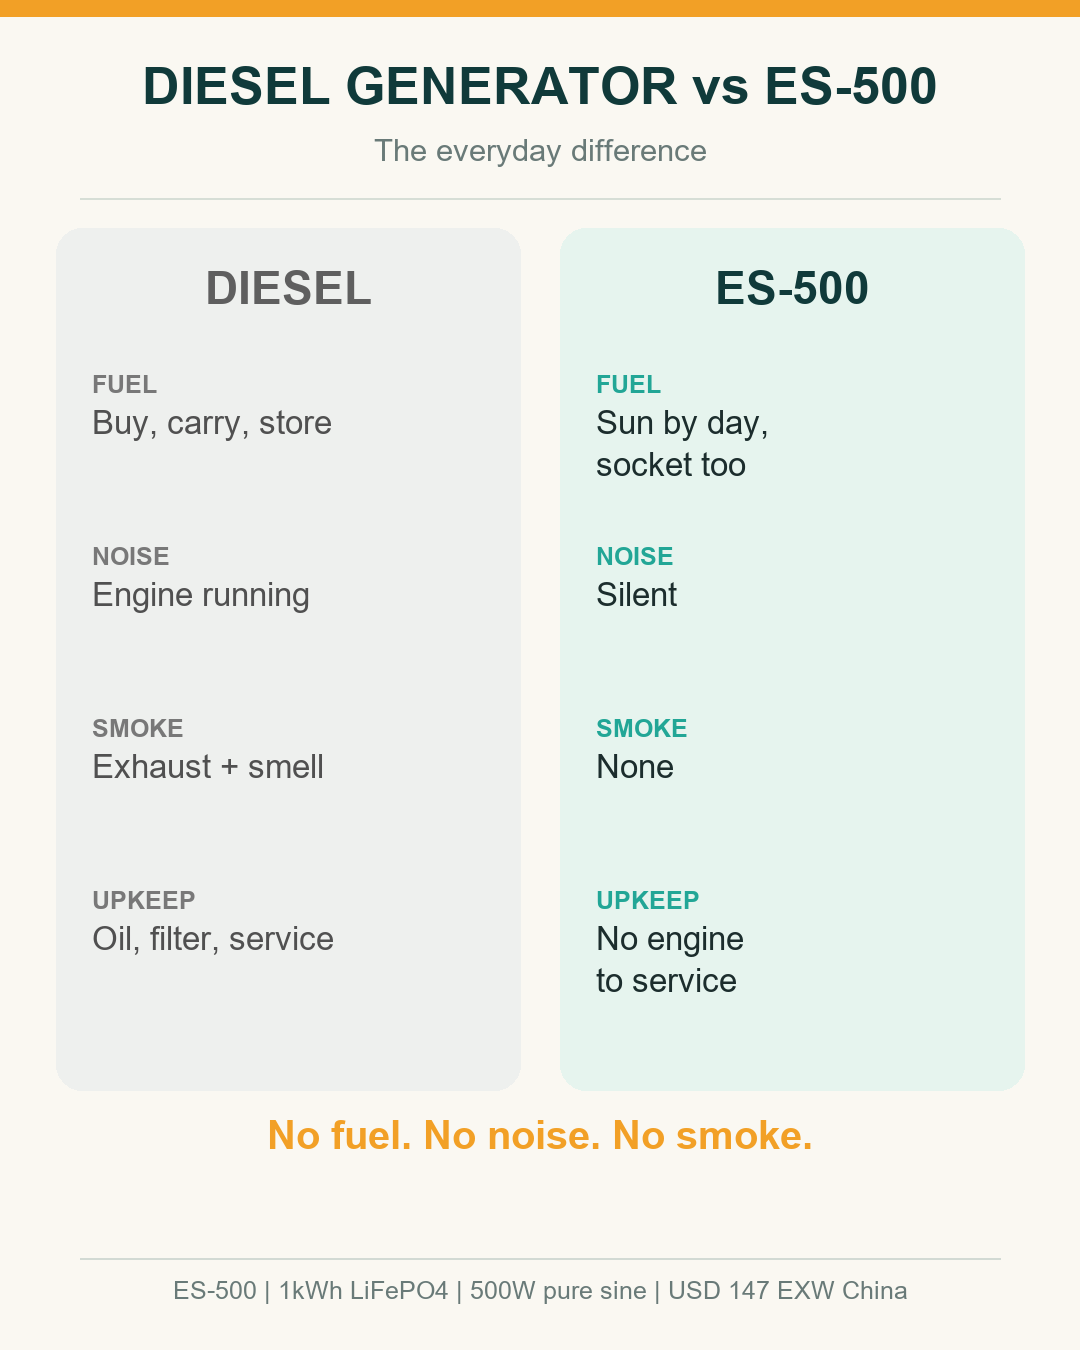 DIESEL GENERATOR vs ES-500
The everyday difference
DIESEL
FUEL
Buy, carry, store
NOISE
Engine running
SMOKE
Exhaust + smell
UPKEEP
Oil, filter, service
ES-500
FUEL
Sun by day,
socket too
NOISE
Silent
SMOKE
None
UPKEEP
No engine
to service
No fuel. No noise. No smoke.
ES-500 | 1kWh LiFePO4 | 500W pure sine | USD 147 EXW China